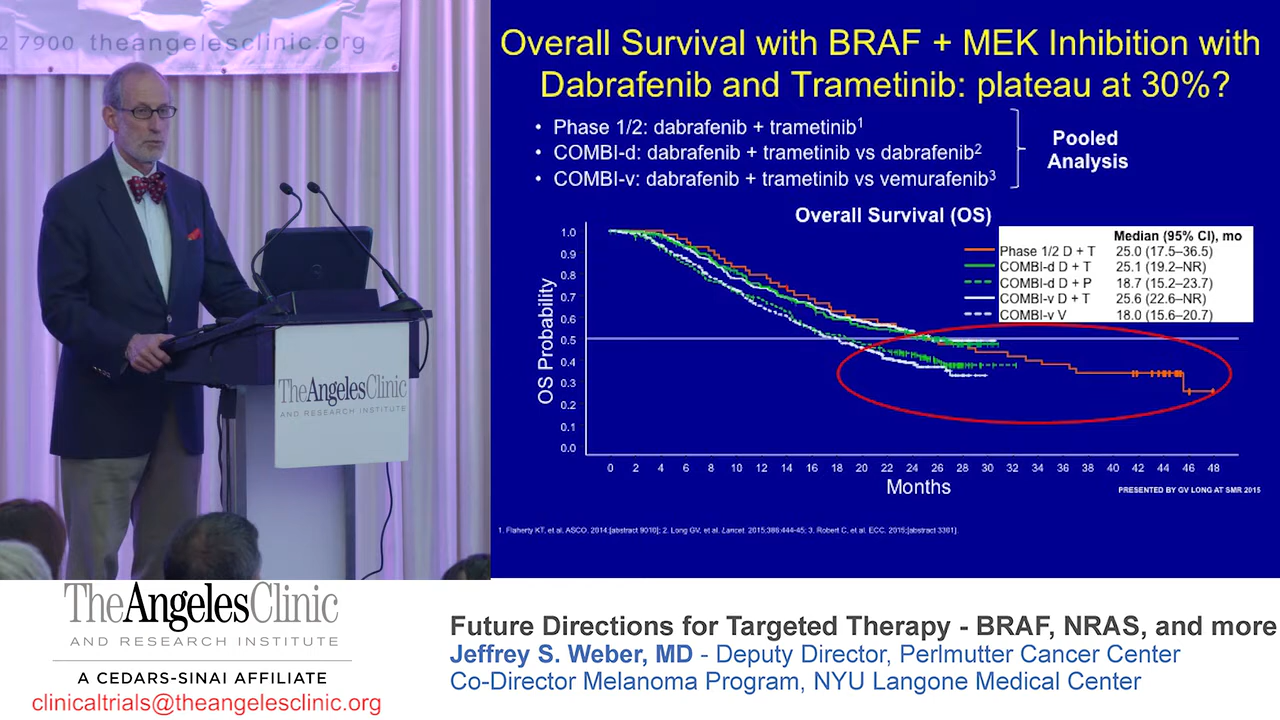 2 7900 theangelesclinic.org
TheAngelesClinic
AND RESEARCH INSTITUTE
Overall Survival with BRAF + MEK Inhibition with
Dabrafenib and Trametinib: plateau at 30%?
• Phase 1/2: dabrafenib + trametinib1
• COMBI-d: dabrafenib + trametinib vs dabrafenib2
• COMBI-v: dabrafenib + trametinib vs vemurafenib3
Pooled
Analysis
Overall Survival (OS)
Median (95% CI), mo
Phase 1/2 D + T 25.0 (17.5–36.5)
COMBI-d D + T 25.1 (19.2–NR)
COMBI-d D + P 18.7 (15.2–23.7)
COMBI-v D + T 25.6 (22.6–NR)
COMBI-v V 18.0 (15.6–20.7)
OS Probability
1.0
0.9
0.8
0.7
0.6
0.5
0.4
0.3
0.2
0.1
0.0
0 2 4 6 8 10 12 14 16 18 20 22 24 26 28 30 32 34 36 38 40 42 44 46 48
Months
PRESENTED BY GV LONG AT SMR 2015
1. Flaherty KT, et al. ASCO. 2014:[abstract 9010]; 2. Long GV, et al. Lancet. 2015;386:444-45; 3. Robert C, et al. ECC. 2015;[abstract 3301].
TheAngelesClinic
AND RESEARCH INSTITUTE
A CEDARS-SINAI AFFILIATE
clinicaltrials@theangelesclinic.org
Future Directions for Targeted Therapy - BRAF, NRAS, and more
Jeffrey S. Weber, MD - Deputy Director, Perlmutter Cancer Center
Co-Director Melanoma Program, NYU Langone Medical Center